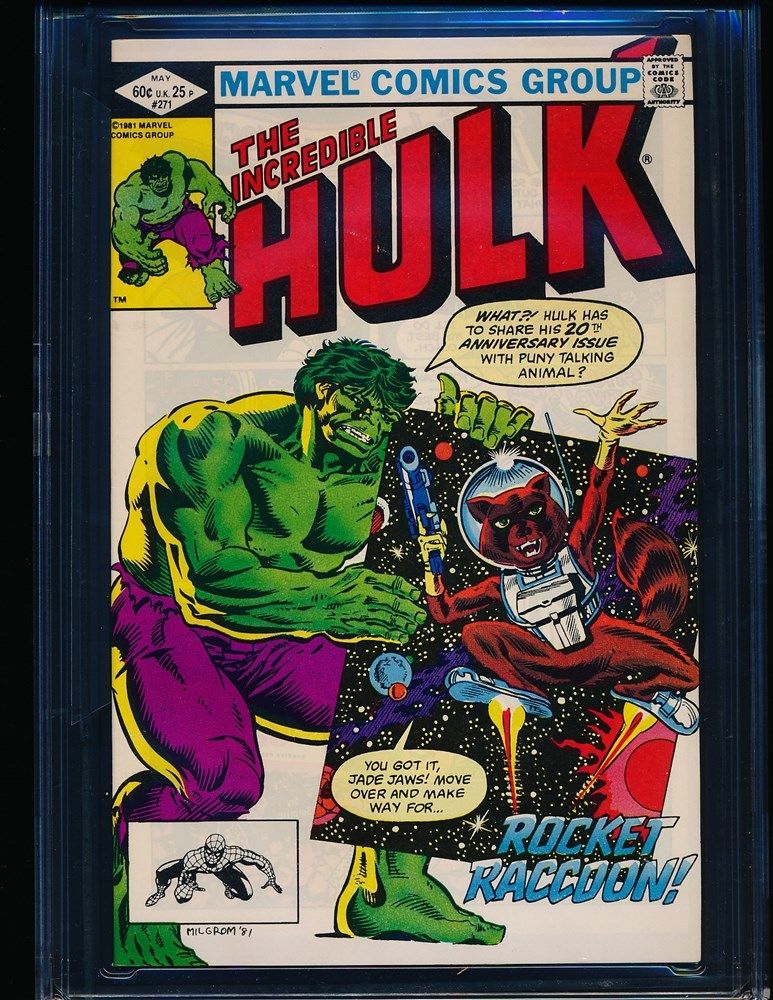 MAY
60¢ U.K. 25 P
#271
MARVEL® COMICS GROUP
APPROVED
BY THE
COMICS
CODE
CA
AUTHORITY
©1981 MARVEL
COMICS GROUP
TM
THE
INCREDIBLE
HULK®
WHAT?! HULK HAS
TO SHARE HIS 20TH
ANNIVERSARY ISSUE
WITH PUNY TALKING
ANIMAL?
YOU GOT IT,
JADE JAWS! MOVE
OVER AND MAKE
WAY FOR...
ROCKET
RACCOON!
MILGROM '81